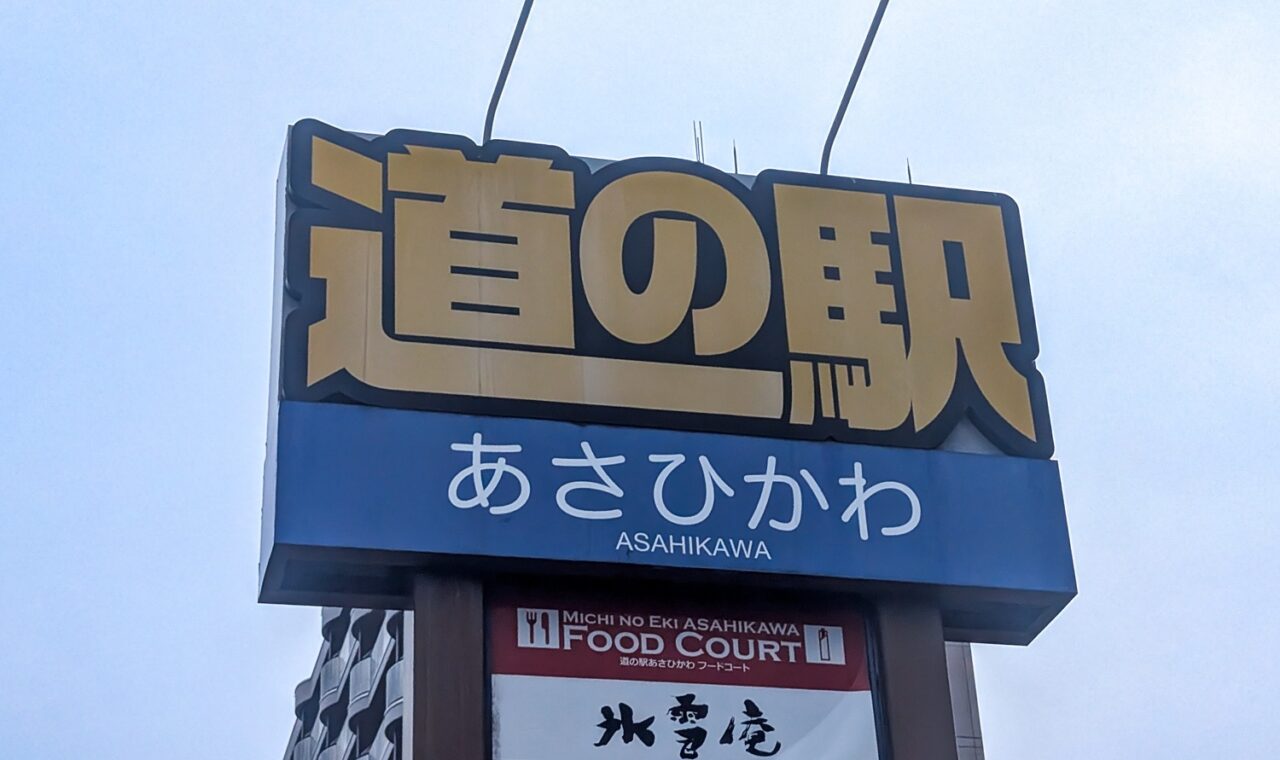 道の駅
あさひかわ
ASAHIKAWA
MICHI NO EKI ASAHIKAWA
FOOD COURT
道の駅あさひかわ フードコート
氷雪庵